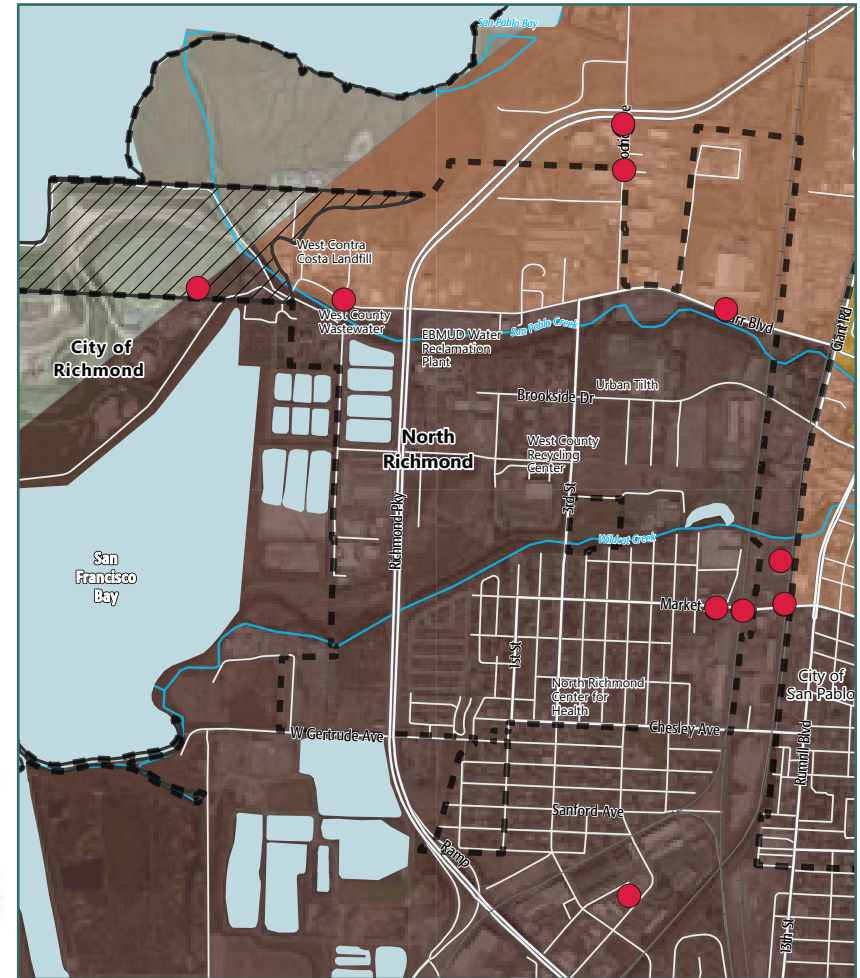 San Pablo Bay
West Contra
Costa Landfill
West County
Wastewater
EBMUD Water
Reclamation
Plant
San Pablo Creek
Giant Rd
City of
Richmond
Brookside Dr
Urban Tilth
North
Richmond
West County
Recycling
Center
3rd St
Richmond Pky
Wildcat Creek
San
Francisco
Bay
Market
1st St
North Richmond
Center for
Health
City of
San Pablo
W Gertrude Ave
Chesley Ave
Rumrill Blvd
Sanford Ave
Ramp
13th St